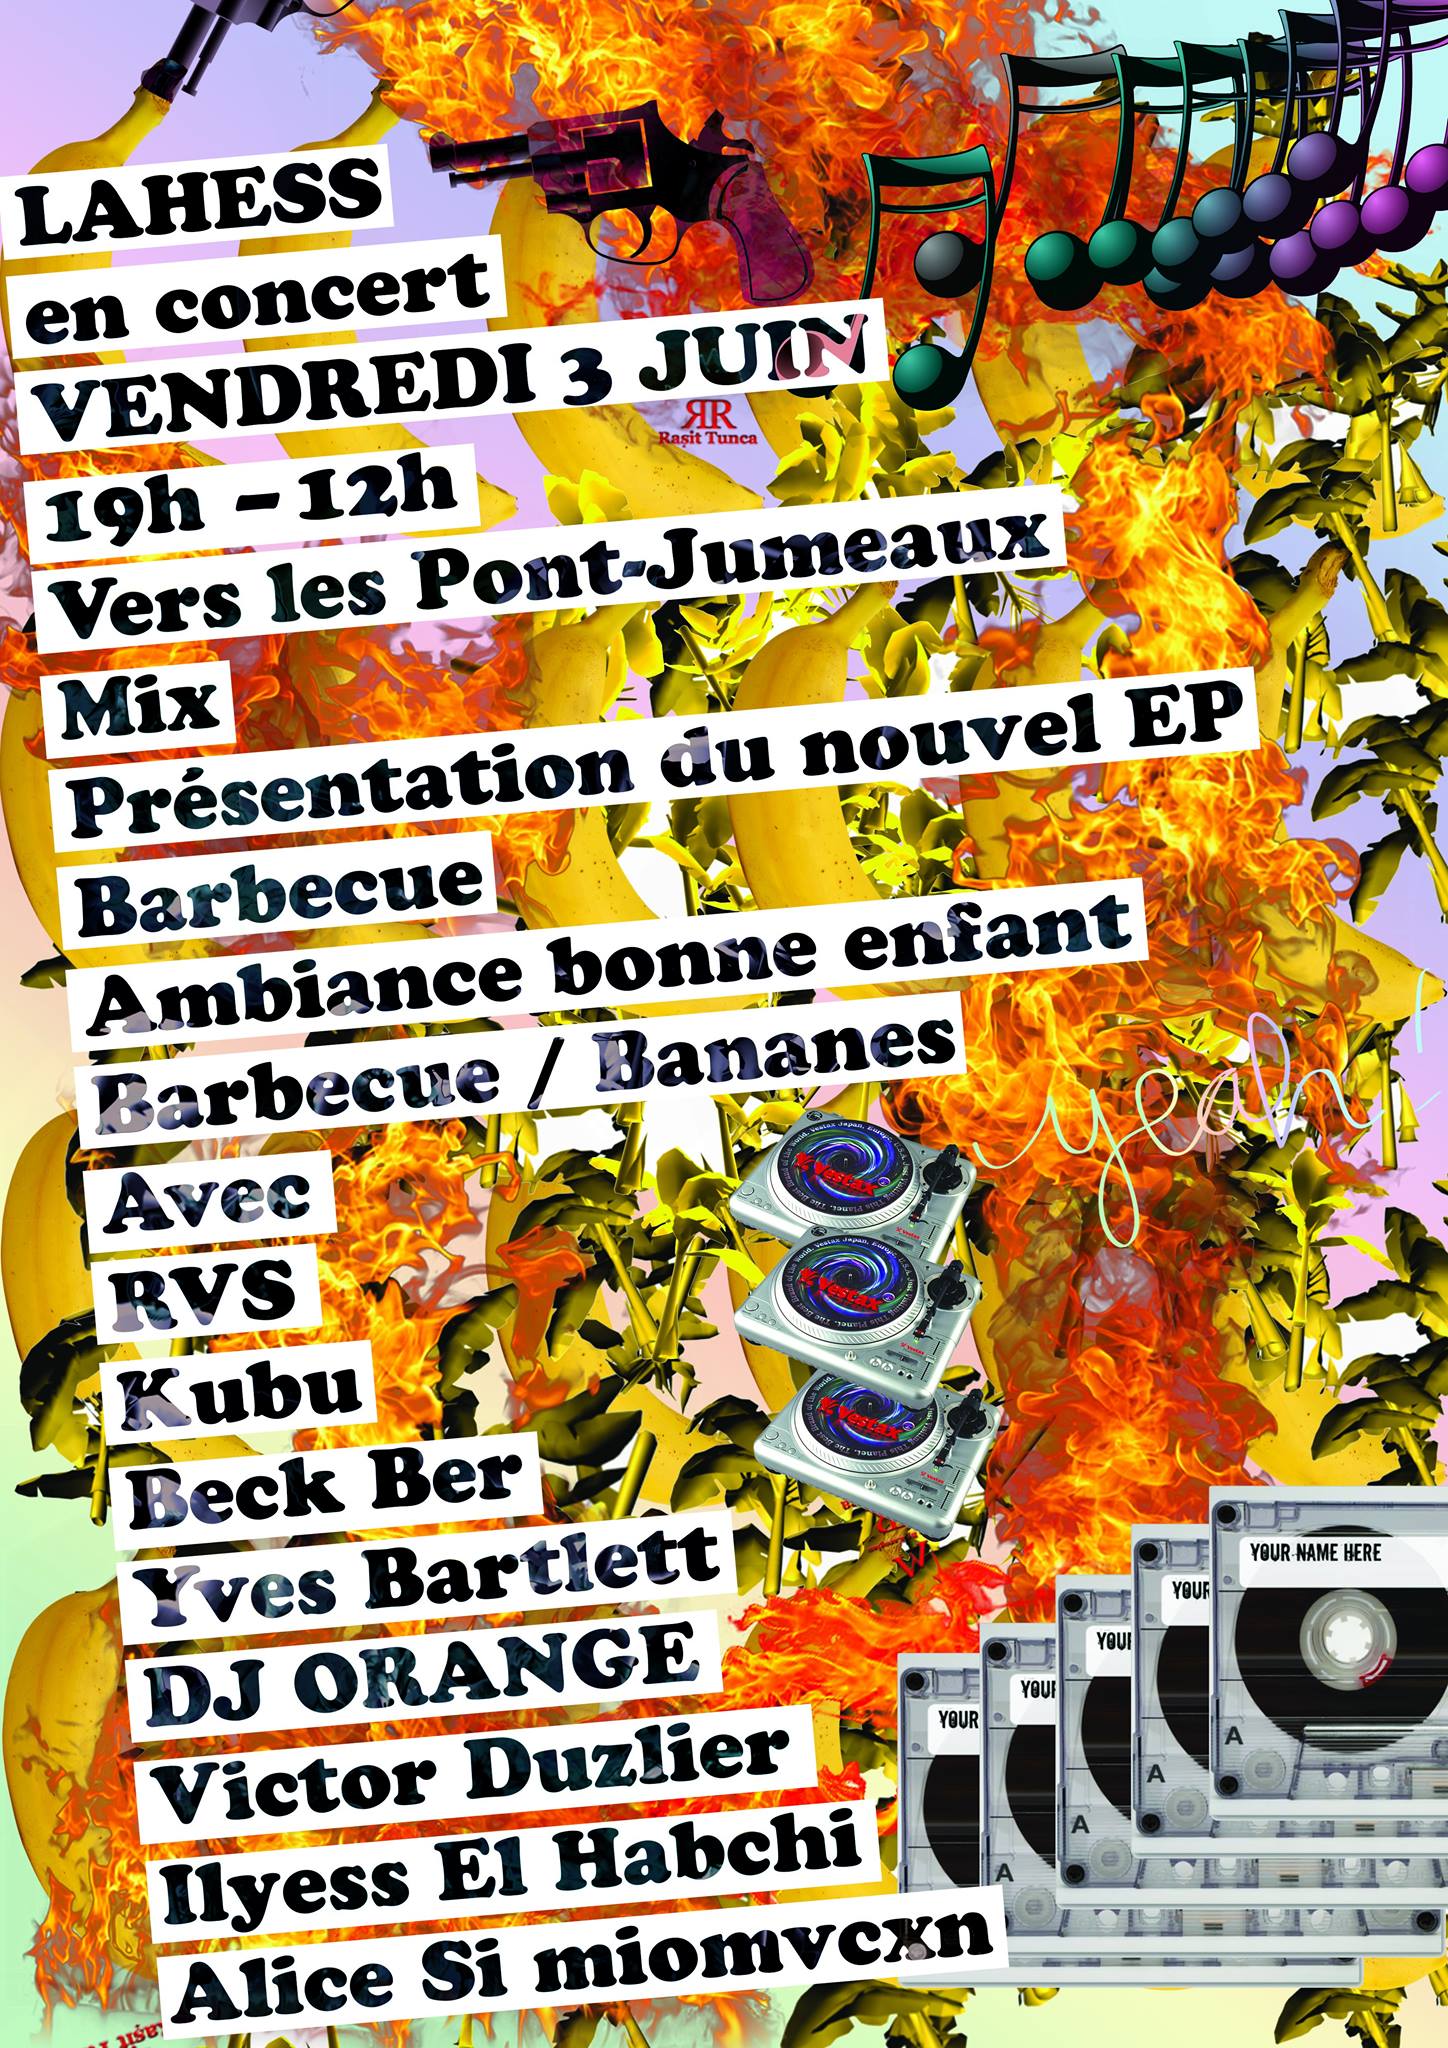 LAHESS
en concert
VENDREDI 3 JUIN
RR
Raşit Tunca
19h – 12h
Vers les Pont-Jumeaux
Mix
Présentation du nouvel EP
Barbecue
Ambiance bonne enfant
Barbecue / Bananes
yeah!
Avec
RVS
Kubu
Beck Ber
Yves Bartlett
DJ ORANGE
Victor Duzlier
Ilyess El Habchi
Alice Si miomvcxn
Vestax
Vestax
Vestax
YOUR NAME HERE
YOUR
YOUR
YOUR
YOUR
A
A
A
A